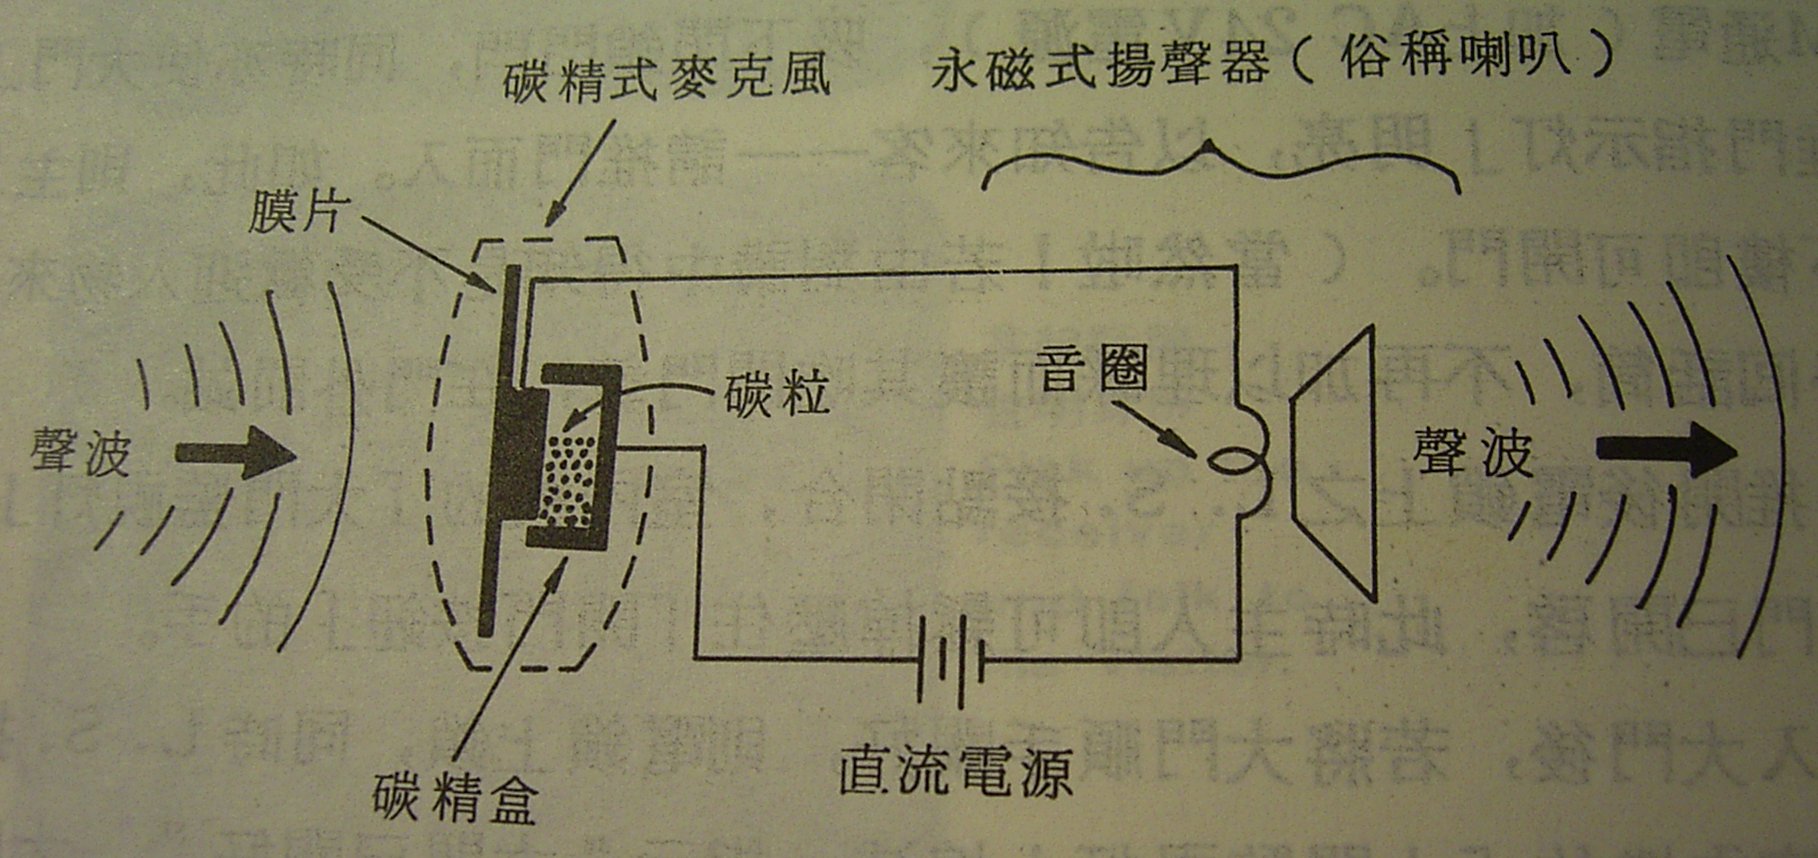 碳精式麥克風
永磁式揚聲器（俗稱喇叭）
膜片
碳粒
音圈
聲波
聲波
直流電源
碳精盒